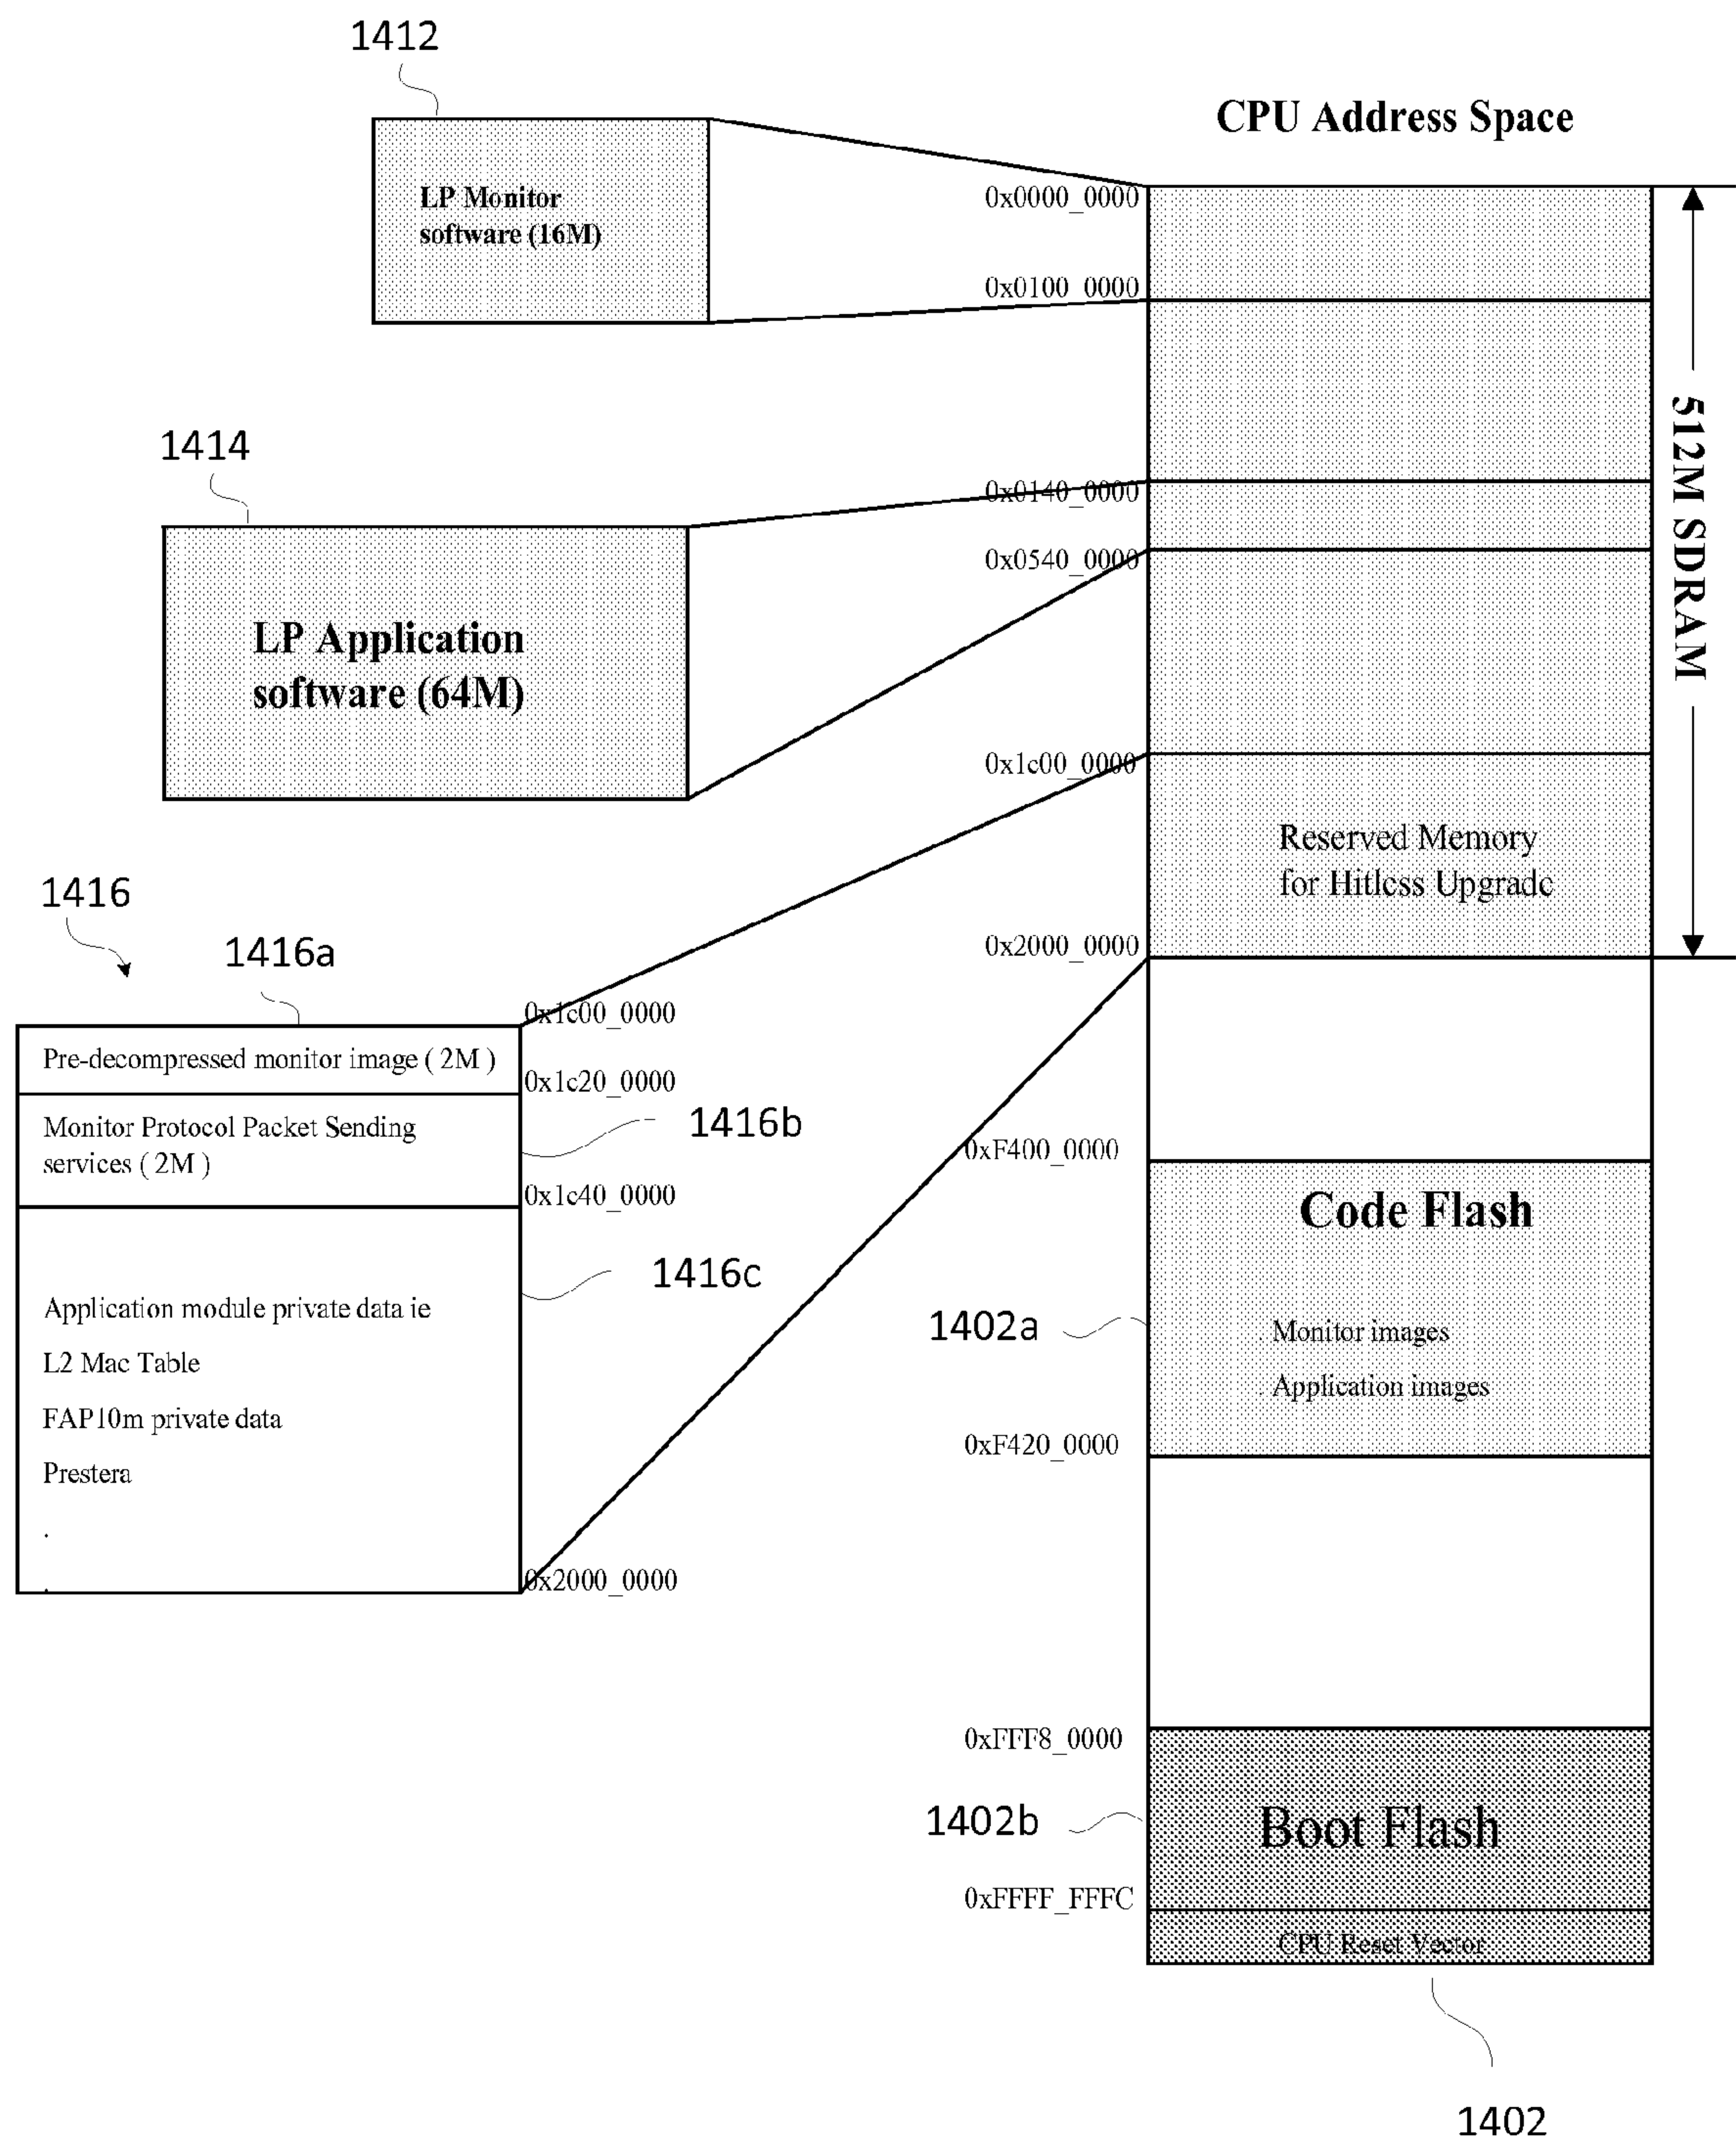 1412
CPU Address Space
LP Monitor
software (16M)
0x0000_0000
0x0100_0000
512M SDRAM
1414
0x0140_0000
0x0540_0000
LP Application
software (64M)
0x1c00_0000
Reserved Memory
for Hitless Upgrade
0x2000_0000
1416
1416a
0x1c00_0000
Pre-decompressed monitor image ( 2M )
0x1c20_0000
Monitor Protocol Packet Sending
services ( 2M )
1416b
0x1c40_0000
1416c
Application module private data ie
L2 Mac Table
FAP10m private data
Prestera
.
.
0x2000_0000
0xF400_0000
Code Flash
1402a
. Monitor images
. Application images
0xF420_0000
0xFFF8_0000
1402b
Boot Flash
0xFFFF_FFFC
CPU Reset Vector
1402